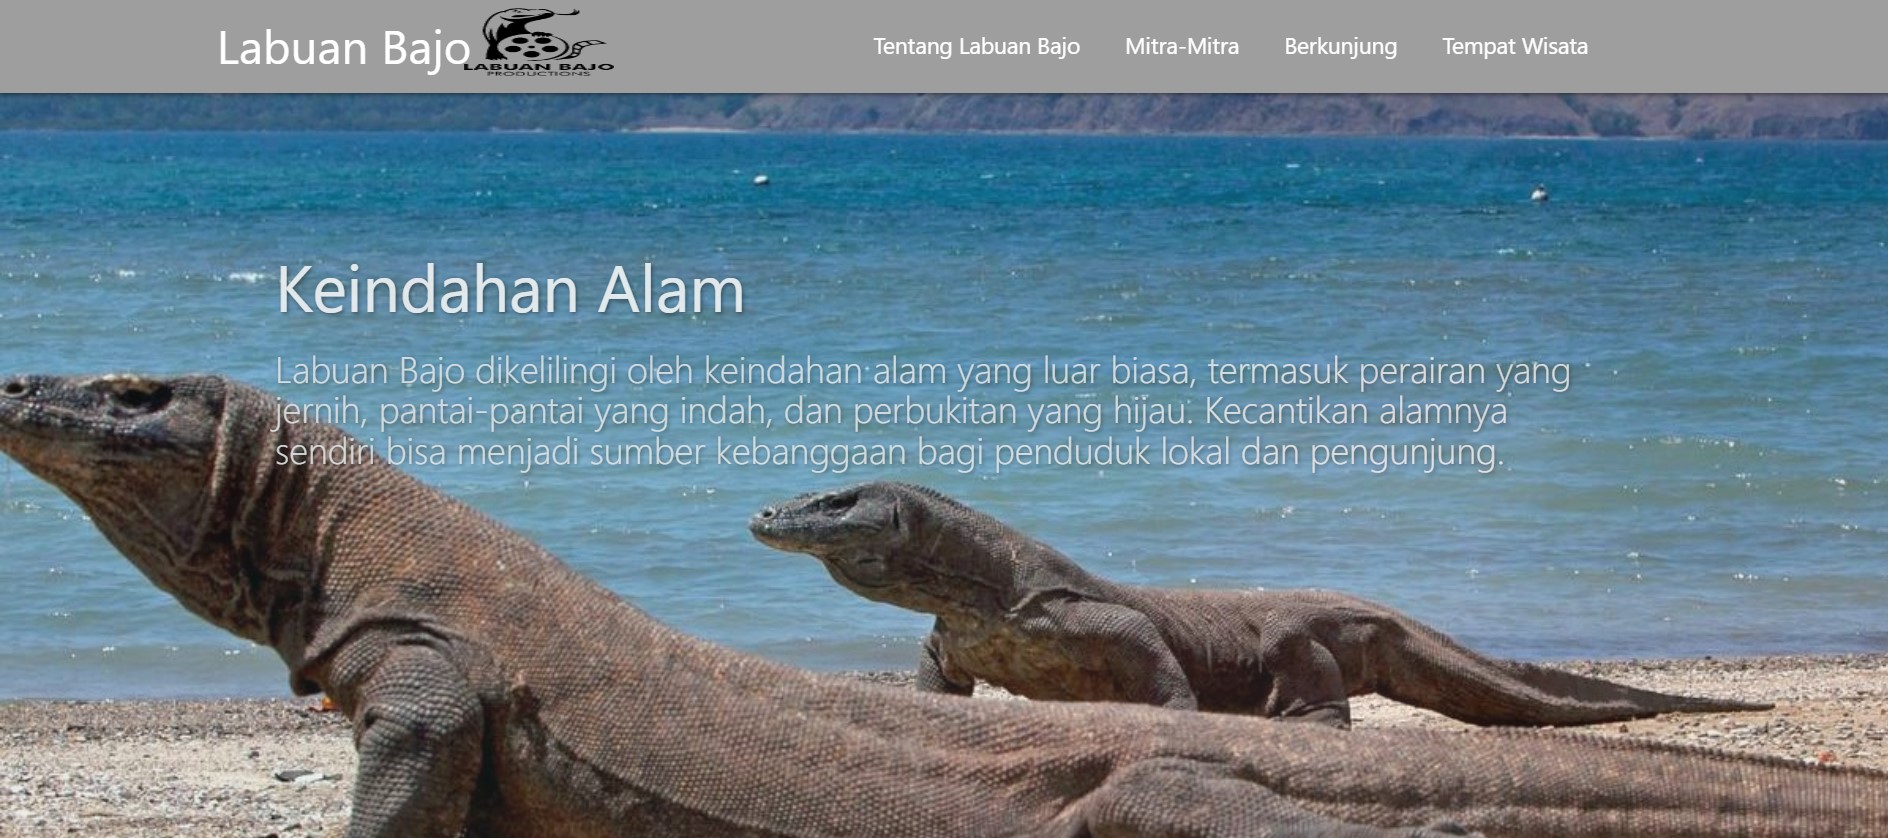 Labuan Bajo
LABUAN BAJO
PRODUCTIONS
Tentang Labuan Bajo
Mitra-Mitra
Berkunjung
Tempat Wisata
Keindahan Alam
Labuan Bajo dikelilingi oleh keindahan alam yang luar biasa, termasuk perairan yang
jernih, pantai-pantai yang indah, dan perbukitan yang hijau. Kecantikan alamnya
sendiri bisa menjadi sumber kebanggaan bagi penduduk lokal dan pengunjung.